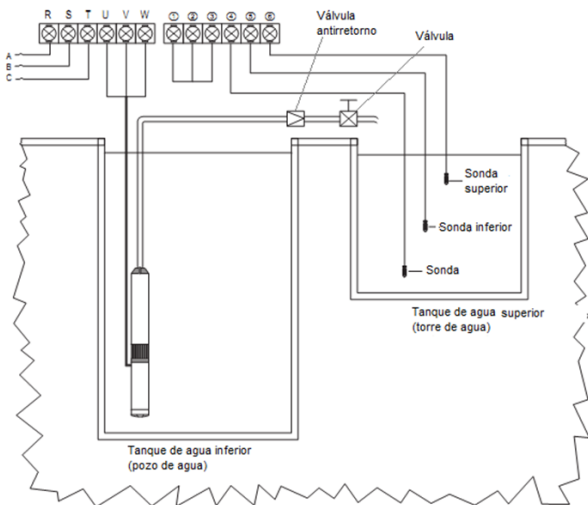 R S T U V W ① ② ③ ④ ⑤ ⑥
A
B
C
Válvula
antirretorno
Válvula
Sonda
superior
Sonda inferior
Sonda
Tanque de agua superior
(torre de agua)
Tanque de agua inferior
(pozo de agua)